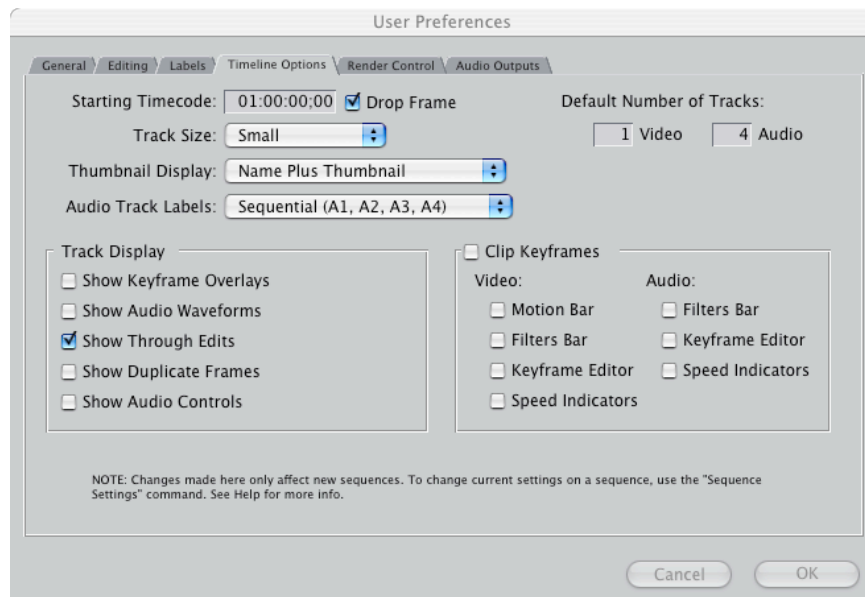 User Preferences
General Editing Labels Timeline Options Render Control Audio Outputs
Starting Timecode: 01:00:00;00 Drop Frame
Default Number of Tracks:
Track Size: Small
1 Video 4 Audio
Thumbnail Display: Name Plus Thumbnail
Audio Track Labels: Sequential (A1, A2, A3, A4)
Track Display
Show Keyframe Overlays
Show Audio Waveforms
Show Through Edits
Show Duplicate Frames
Show Audio Controls
Clip Keyframes
Video:
Motion Bar
Filters Bar
Keyframe Editor
Speed Indicators
Audio:
Filters Bar
Keyframe Editor
Speed Indicators
NOTE: Changes made here only affect new sequences. To change current settings on a sequence, use the "Sequence
Settings" command. See Help for more info.
Cancel OK